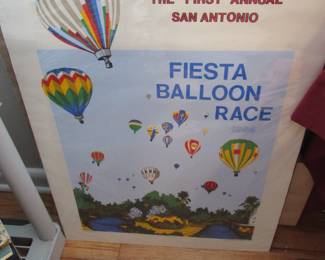 THE FIRST ANNUAL
SAN ANTONIO
FIESTA
BALLOON
RACE